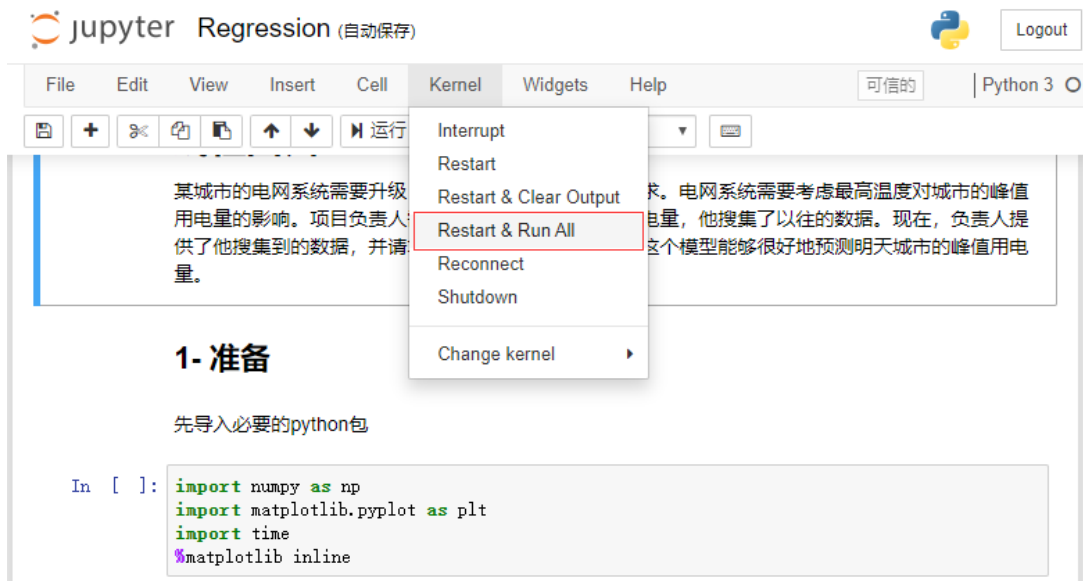 jupyter Regression (自动保存)
Logout
File Edit View Insert Cell Kernel Widgets Help 可信的 Python 3
运行
Interrupt
Restart
Restart & Clear Output
Restart & Run All
Reconnect
Shutdown
Change kernel
某城市的电网系统需要升级 求。电网系统需要考虑最高温度对城市的峰值
用电量的影响。项目负责人 电量，他搜集了以往的数据。现在，负责人提
供了他搜集到的数据，并请 这个模型能够很好地预测明天城市的峰值用电
量。
1- 准备
先导入必要的python包
In [ ]: import numpy as np
import matplotlib.pyplot as plt
import time
%matplotlib inline